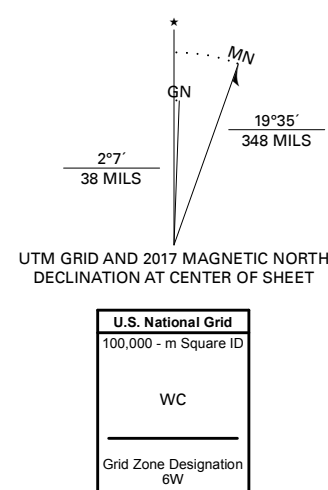 MN
GN
19°35´
348 MILS
2°7´
38 MILS
UTM GRID AND 2017 MAGNETIC NORTH
DECLINATION AT CENTER OF SHEET
U.S. National Grid
100,000 - m Square ID
WC
Grid Zone Designation
6W